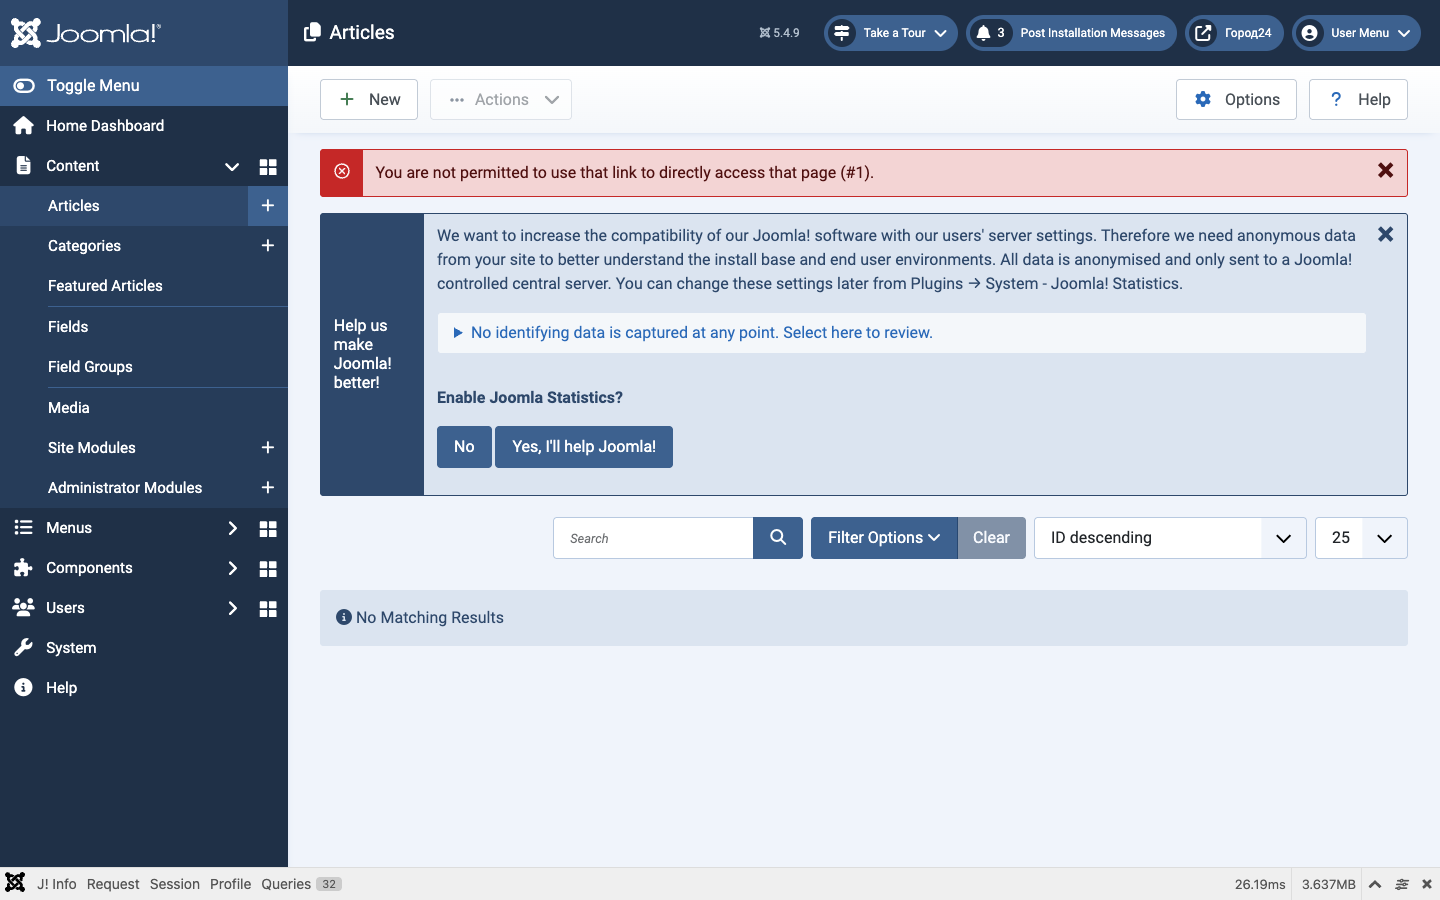 Joomla!
Articles
5.4.9
Take a Tour
3 Post Installation Messages
Город24
User Menu
Toggle Menu
Home Dashboard
Content
Articles
Categories
Featured Articles
Fields
Field Groups
Media
Site Modules
Administrator Modules
Menus
Components
Users
System
Help
New
Actions
Options
Help
You are not permitted to use that link to directly access that page (#1).
Help us
make
Joomla!
better!
We want to increase the compatibility of our Joomla! software with our users' server settings. Therefore we need anonymous data
from your site to better understand the install base and end user environments. All data is anonymised and only sent to a Joomla!
controlled central server. You can change these settings later from Plugins → System - Joomla! Statistics.
No identifying data is captured at any point. Select here to review.
Enable Joomla Statistics?
No
Yes, I'll help Joomla!
Search
Filter Options
Clear
ID descending
25
No Matching Results
J! Info
Request
Session
Profile
Queries 32
26.19ms
3.637MB